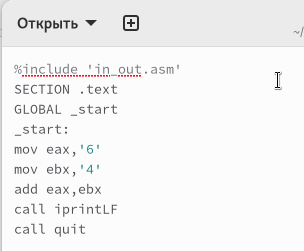 Открыть
~/
%include 'in_out.asm'
SECTION .text
GLOBAL _start
_start:
mov eax,'6'
mov ebx,'4'
add eax,ebx
call iprintLF
call quit